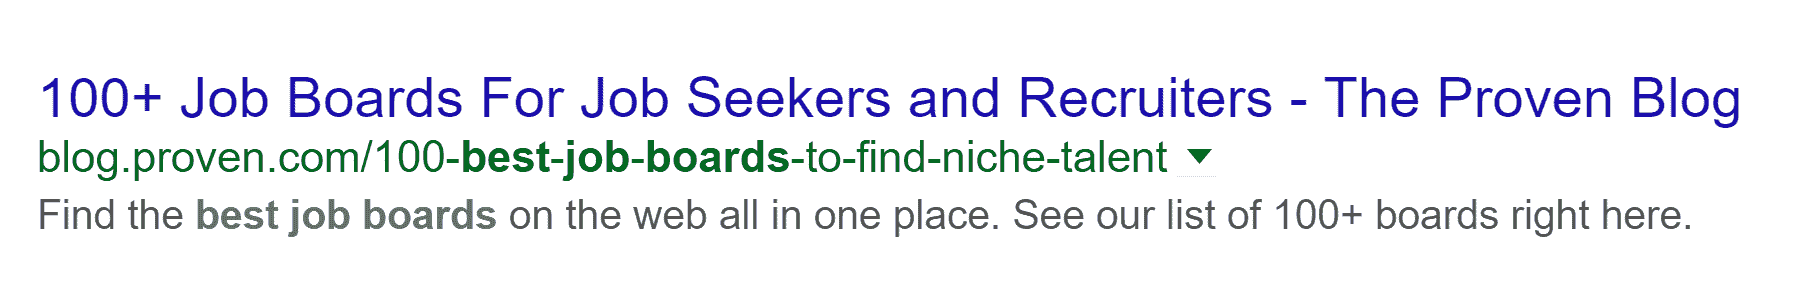 100+ Job Boards For Job Seekers and Recruiters - The Proven Blog
blog.proven.com/100-best-job-boards-to-find-niche-talent
Find the best job boards on the web all in one place. See our list of 100+ boards right here.